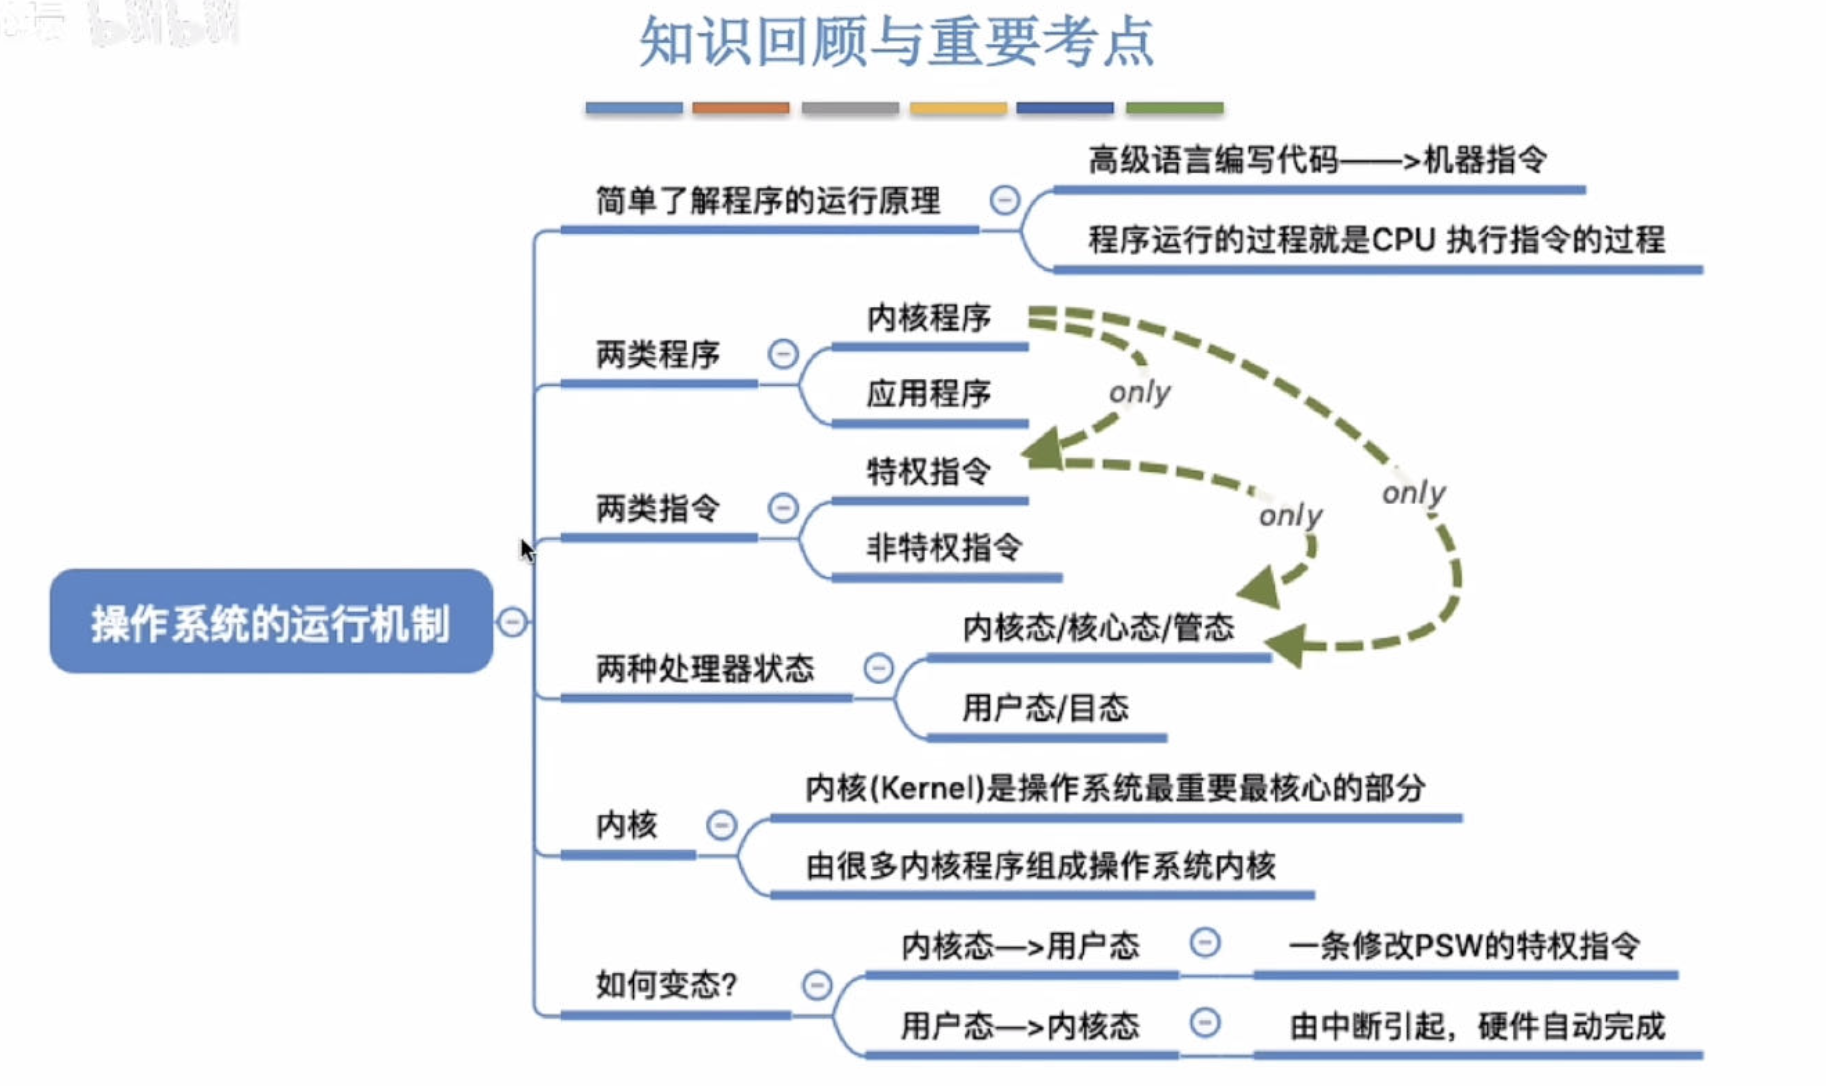 bilibili
知识回顾与重要考点
简单了解程序的运行原理
高级语言编写代码——>机器指令
程序运行的过程就是CPU 执行指令的过程
两类程序
内核程序
应用程序
only
两类指令
特权指令
非特权指令
only
only
操作系统的运行机制
两种处理器状态
内核态/核心态/管态
用户态/目态
内核
内核(Kernel)是操作系统最重要最核心的部分
由很多内核程序组成操作系统内核
如何变态?
内核态—>用户态
一条修改PSW的特权指令
用户态—>内核态
由中断引起，硬件自动完成